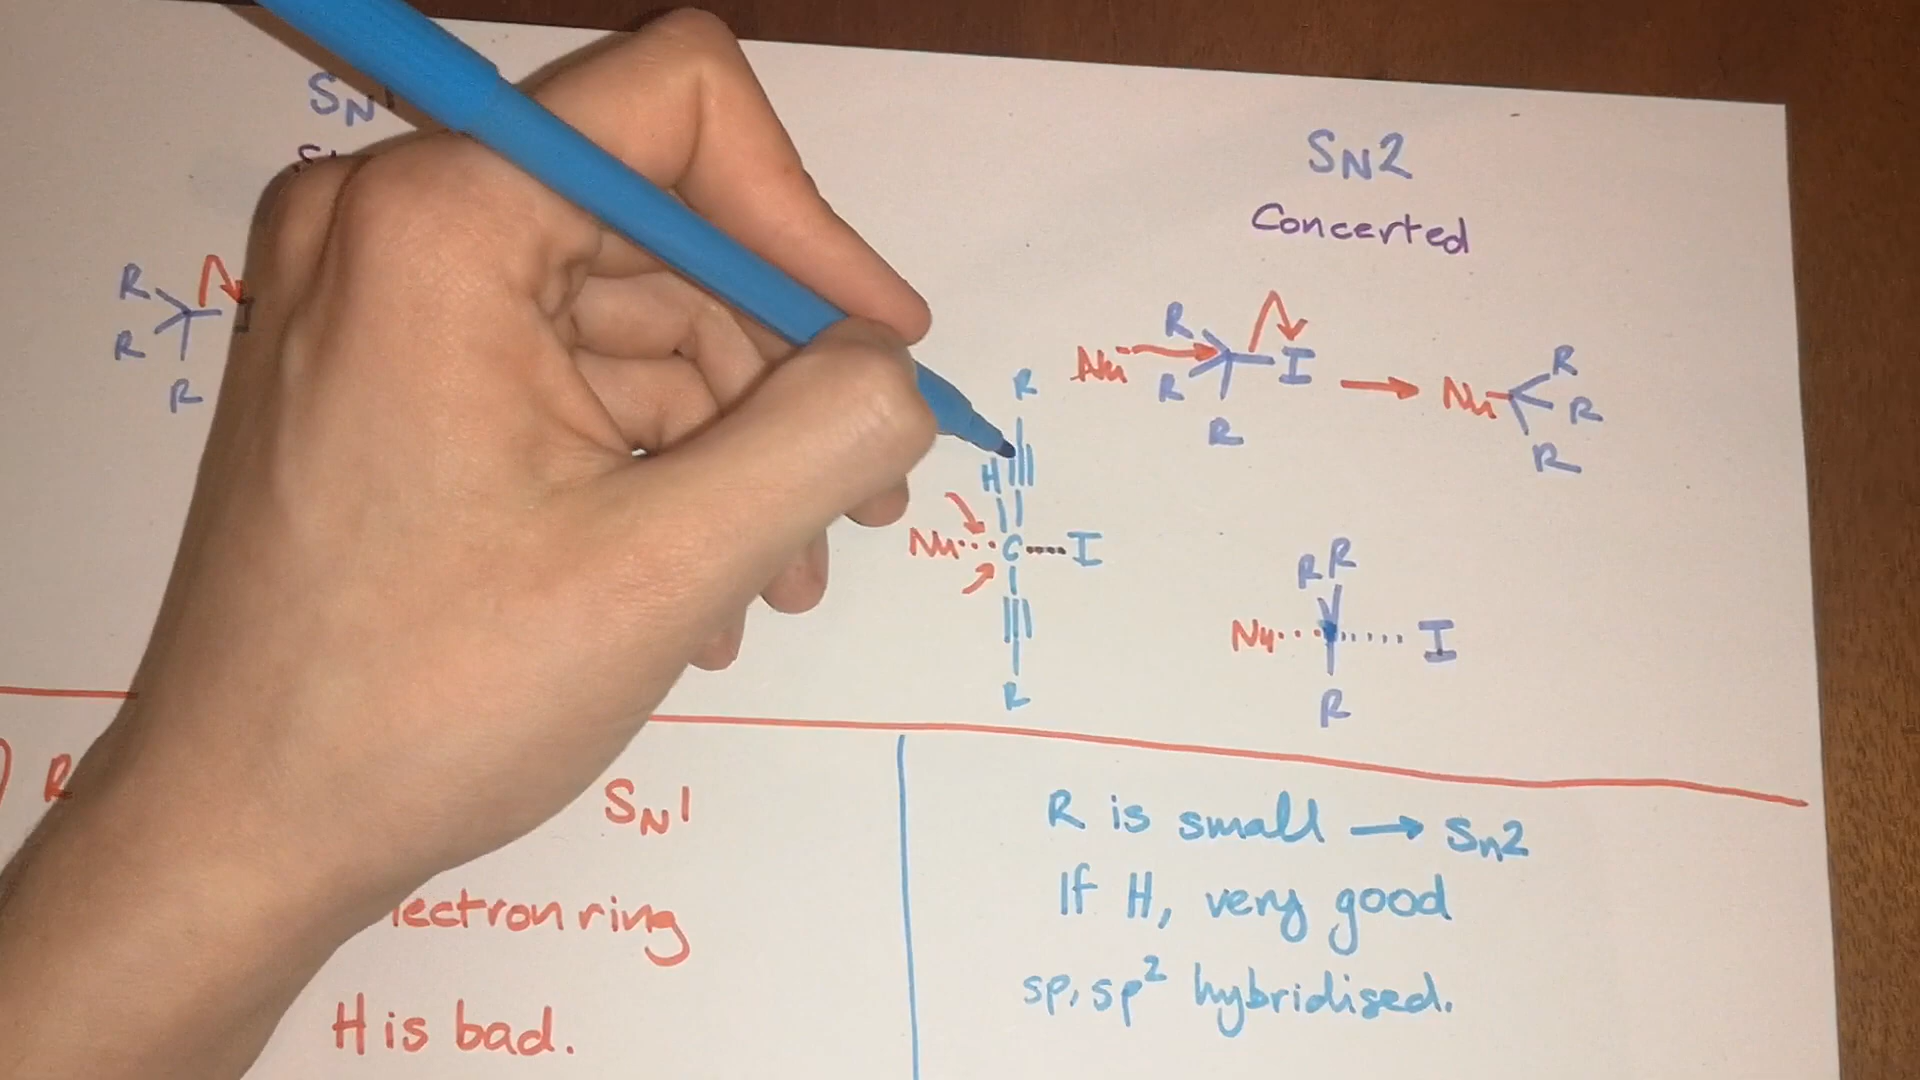 SN1
SN2
Concerted
R
R
R
Nu-
R
R
R
I
Nu
R
R
R
R
H
Nu
C
I
R
R R
Nu
I
R
R
SN1
lectron ring
H is bad.
R is small → Sn2
If H, very good
sp, sp² hybridised.